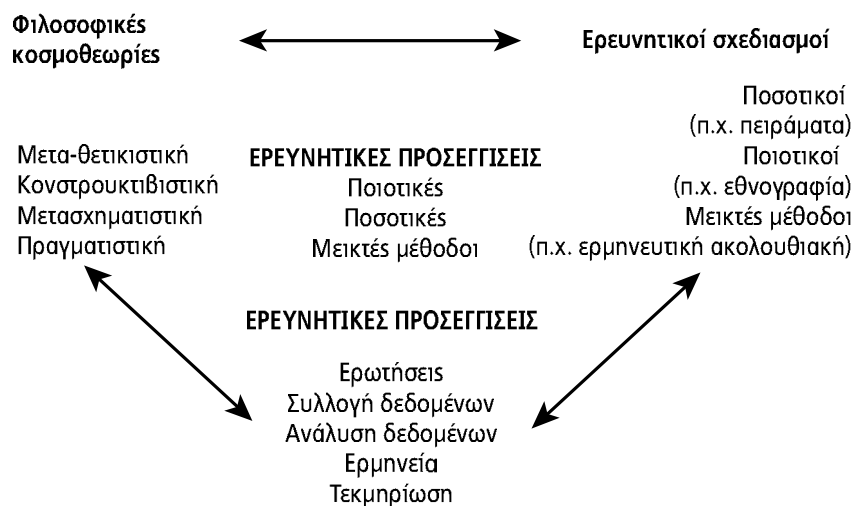 Φιλοσοφικές
κοσμοθεωρίες
Ερευνητικοί σχεδιασμοί
Μετα-θετικιστική
Κονστρουκτιβιστική
Μετασχηματιστική
Πραγματιστική
ΕΡΕΥΝΗΤΙΚΕΣ ΠΡΟΣΕΓΓΙΣΕΙΣ
Ποιοτικές
Ποσοτικές
Μεικτές μέθοδοι
Ποσοτικοί
(π.χ. πειράματα)
Ποιοτικοί
(π.χ. εθνογραφία)
Μεικτές μέθοδοι
(π.χ. ερμηνευτική ακολουθιακή)
ΕΡΕΥΝΗΤΙΚΕΣ ΠΡΟΣΕΓΓΙΣΕΙΣ
Ερωτήσεις
Συλλογή δεδομένων
Ανάλυση δεδομένων
Ερμηνεία
Τεκμηρίωση